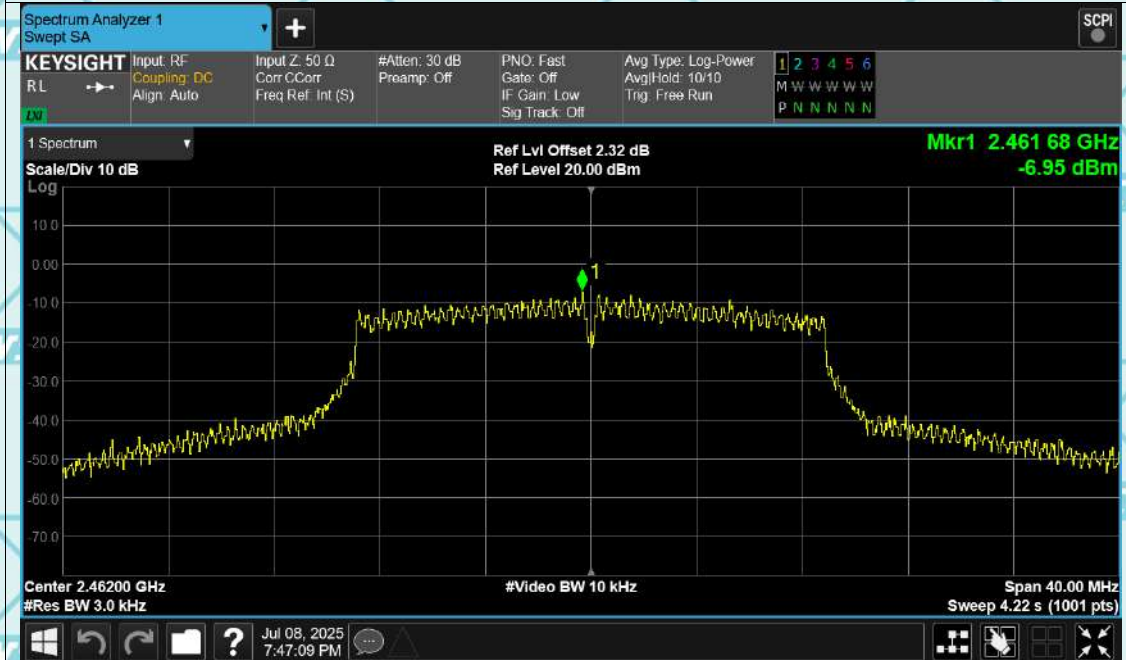 Spectrum Analyzer 1
Swept SA
+
SCPI
KEYSIGHT
RL
LXI
Input: RF
Coupling: DC
Align: Auto
Input Z: 50 Ω
Corr CCorr
Freq Ref: Int (S)
#Atten: 30 dB
Preamp: Off
PNO: Fast
Gate: Off
IF Gain: Low
Sig Track: Off
Avg Type: Log-Power
Avg|Hold: 10/10
Trig: Free Run
1 2 3 4 5 6
M W W W W W
P N N N N N
1 Spectrum
Scale/Div 10 dB
Log
Ref Lvl Offset 2.32 dB
Ref Level 20.00 dBm
Mkr1 2.461 68 GHz
-6.95 dBm
10.0
0.00
-10.0
-20.0
-30.0
-40.0
-50.0
-60.0
-70.0
1
Center 2.46200 GHz
#Res BW 3.0 kHz
#Video BW 10 kHz
Span 40.00 MHz
Sweep 4.22 s (1001 pts)
?
Jul 08, 2025
7:47:09 PM